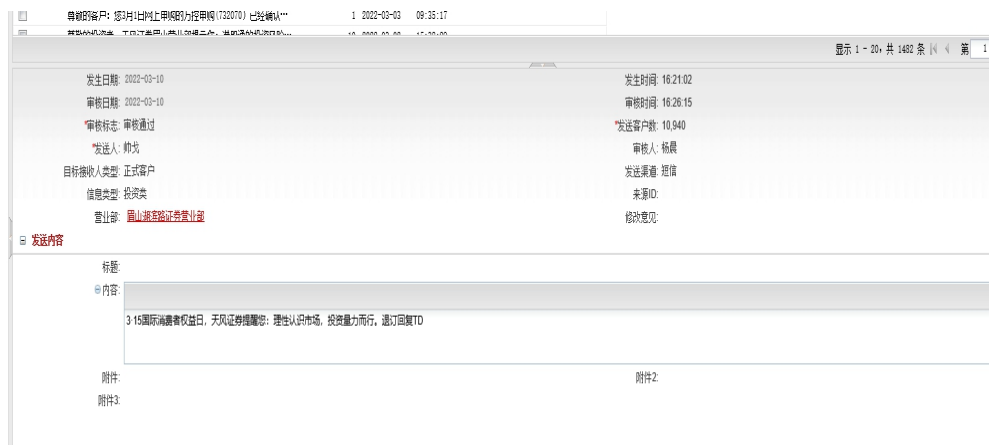 尊敬的客户：您3月1日网上申购的万控申购(732070)已经确认… 1 2022-03-03 09:35:17
显示 1 - 20，共 1482 条 第 1
发生日期: 2022-03-10 发生时间: 16:21:02
审核日期: 2022-03-10 审核时间: 16:26:15
*审核标志: 审核通过 *发送客户数: 10,940
*发送人: 帅戈 审核人: 杨晨
目标接收人类型: 正式客户 发送渠道: 短信
信息类型: 投资类 来源ID:
营业部: 眉山湖滨路证券营业部 修改意见:
发送内容
标题:
内容:
3·15国际消费者权益日，天风证券提醒您：理性认识市场，投资量力而行。退订回复TD
附件: 附件2:
附件3: